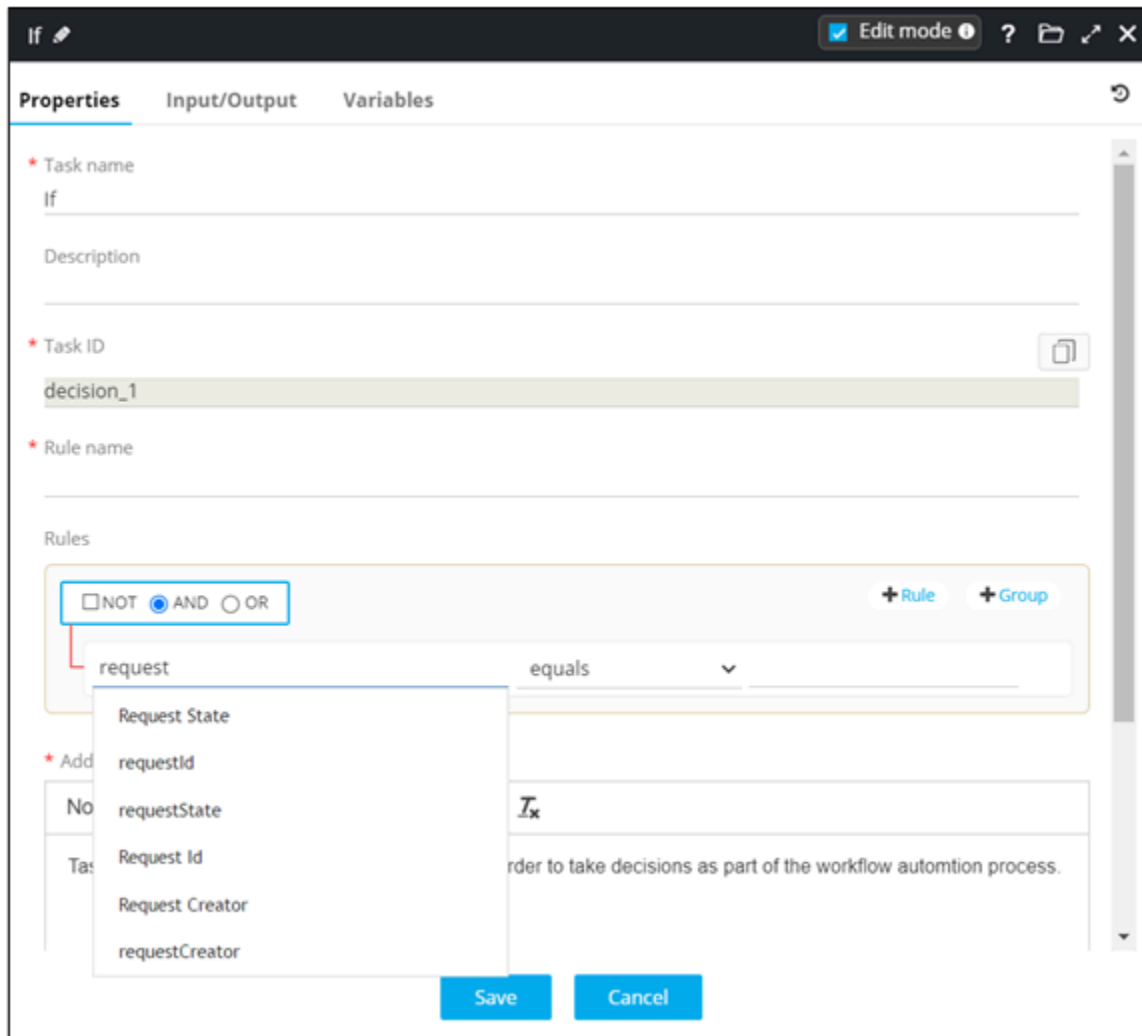 If
Edit mode
?
Properties Input/Output Variables
* Task name
If
Description
* Task ID
decision_1
* Rule name
Rules
NOT AND OR
+ Rule + Group
request equals
Request State
requestId
requestState
Request Id
Request Creator
requestCreator
* Add
No
Tas
rder to take decisions as part of the workflow automtion process.
Save Cancel